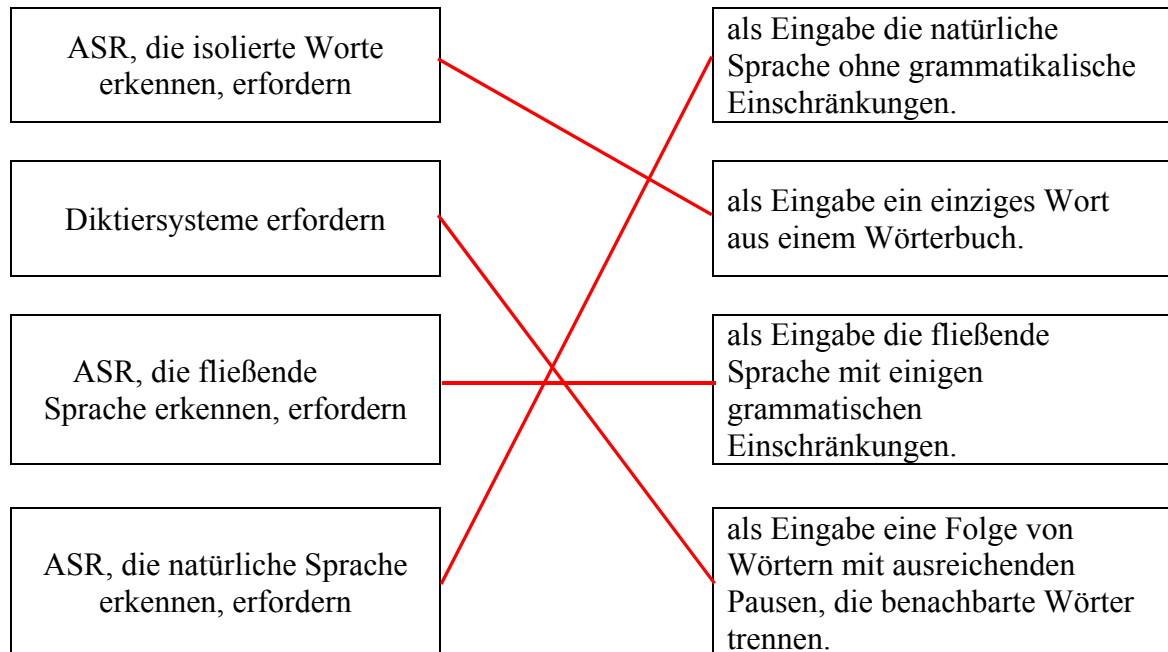 ASR, die isolierte Worte
erkennen, erfordern
als Eingabe die natürliche
Sprache ohne grammatikalische
Einschränkungen.
Diktiersysteme erfordern
als Eingabe ein einziges Wort
aus einem Wörterbuch.
ASR, die fließende
Sprache erkennen, erfordern
als Eingabe die fließende
Sprache mit einigen
grammatischen
Einschränkungen.
ASR, die natürliche Sprache
erkennen, erfordern
als Eingabe eine Folge von
Wörtern mit ausreichenden
Pausen, die benachbarte Wörter
trennen.